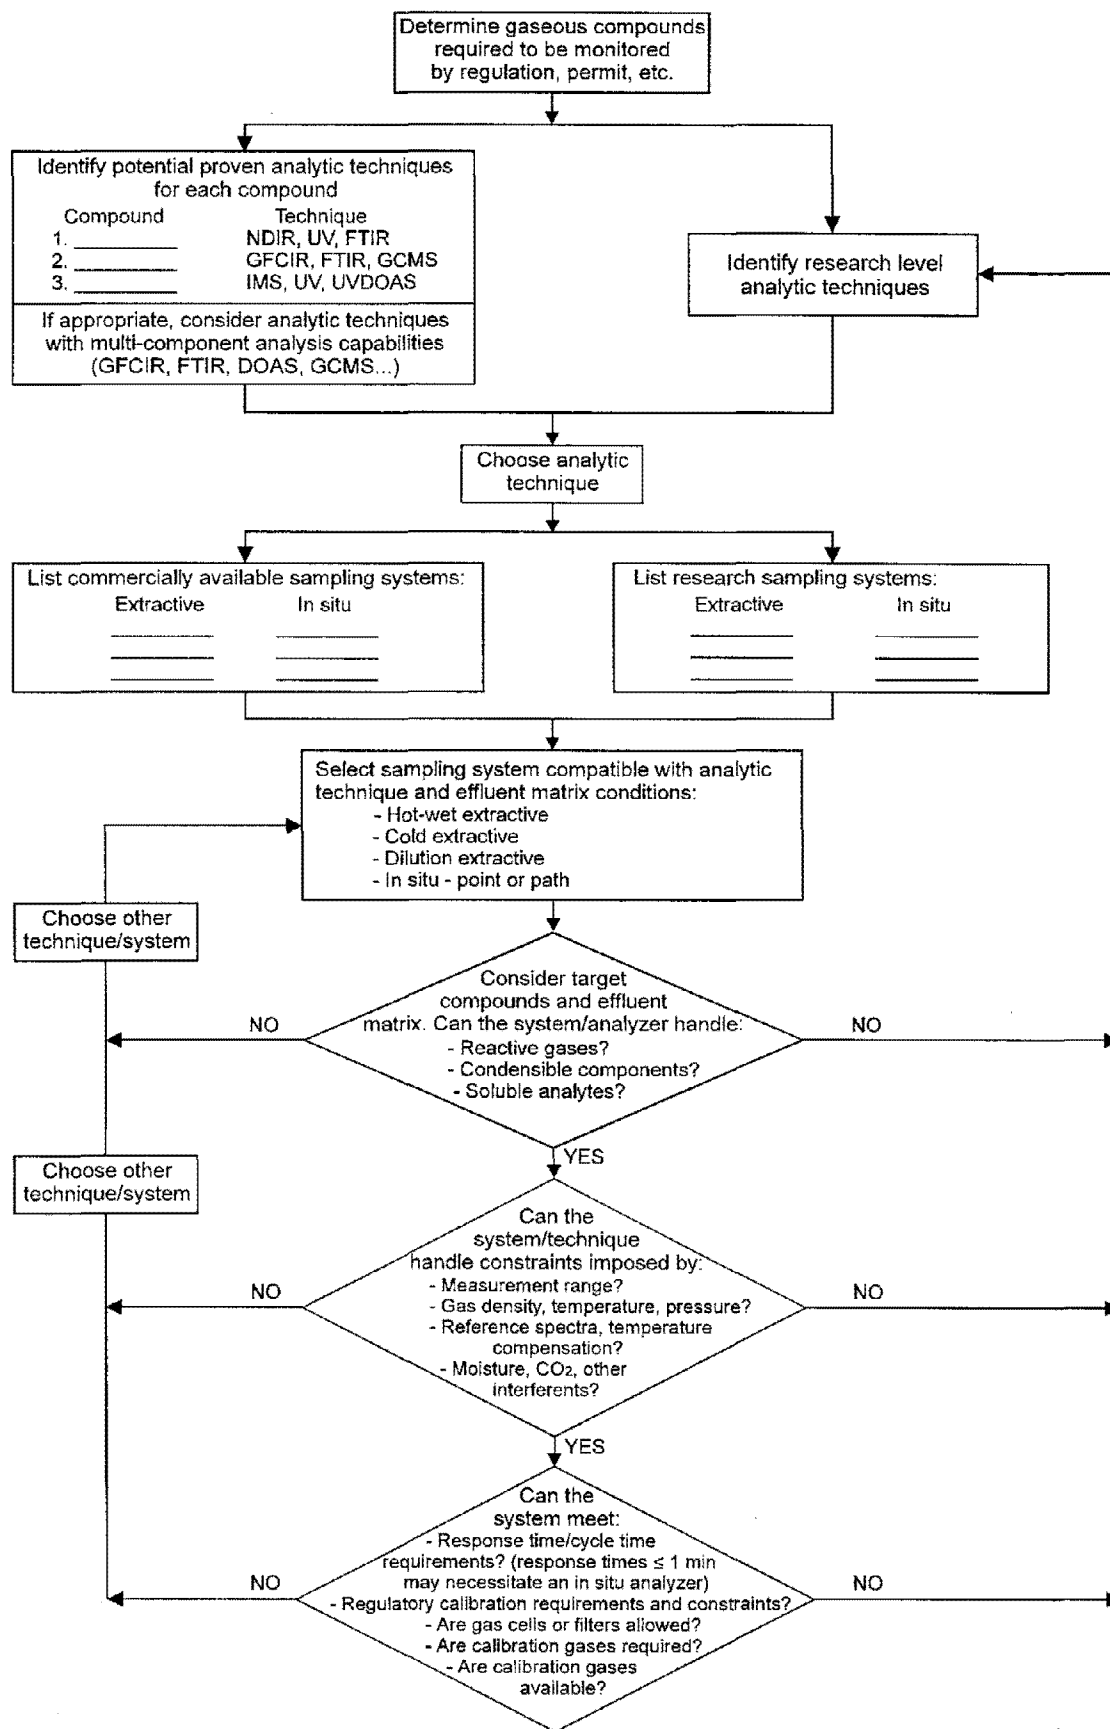 Determine gaseous compounds
required to be monitored
by regulation, permit, etc.
Identify potential proven analytic techniques
for each compound
Compound Technique
1. NDIR, UV, FTIR
2. GFCIR, FTIR, GCMS
3. IMS, UV, UVDOAS
If appropriate, consider analytic techniques
with multi-component analysis capabilities
(GFCIR, FTIR, DOAS, GCMS...)
Identify research level
analytic techniques
Choose analytic
technique
List commercially available sampling systems:
Extractive In situ
List research sampling systems:
Extractive In situ
Select sampling system compatible with analytic
technique and effluent matrix conditions:
- Hot-wet extractive
- Cold extractive
- Dilution extractive
- In situ - point or path
Choose other
technique/system
Consider target
compounds and effluent
matrix. Can the system/analyzer handle:
- Reactive gases?
- Condensible components?
- Soluble analytes?
NO
NO
YES
Choose other
technique/system
Can the
system/technique
handle constraints imposed by:
- Measurement range?
- Gas density, temperature, pressure?
- Reference spectra, temperature
compensation?
- Moisture, CO₂, other
interferents?
NO
NO
YES
Can the
system meet:
- Response time/cycle time
requirements? (response times ≤ 1 min
may necessitate an in situ analyzer)
- Regulatory calibration requirements and constraints?
- Are gas cells or filters allowed?
- Are calibration gases required?
- Are calibration gases
available?
NO
NO